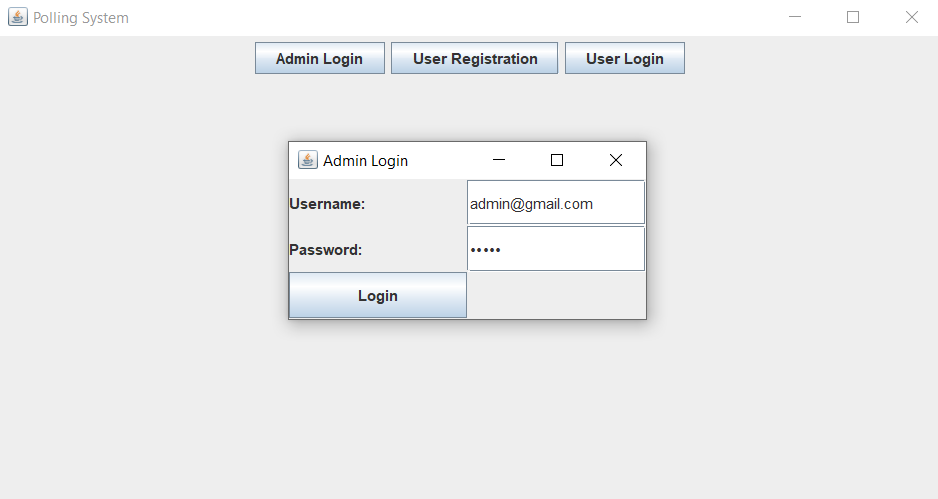 Polling System
Admin Login User Registration User Login
Admin Login
Username: admin@gmail.com
Password: •••••
Login